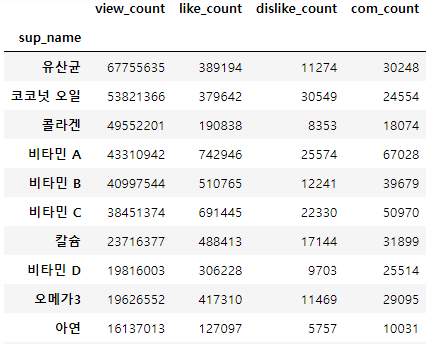 view_count like_count dislike_count com_count
sup_name
유산균 67755635 389194 11274 30248
코코넛 오일 53821366 379642 30549 24554
콜라겐 49552201 190838 8353 18074
비타민 A 43310942 742946 25574 67028
비타민 B 40997544 510765 12241 39679
비타민 C 38451374 691445 22330 50970
칼슘 23716377 488413 17144 31899
비타민 D 19816003 306228 9703 25514
오메가3 19626552 417310 11469 29095
아연 16137013 127097 5757 10031